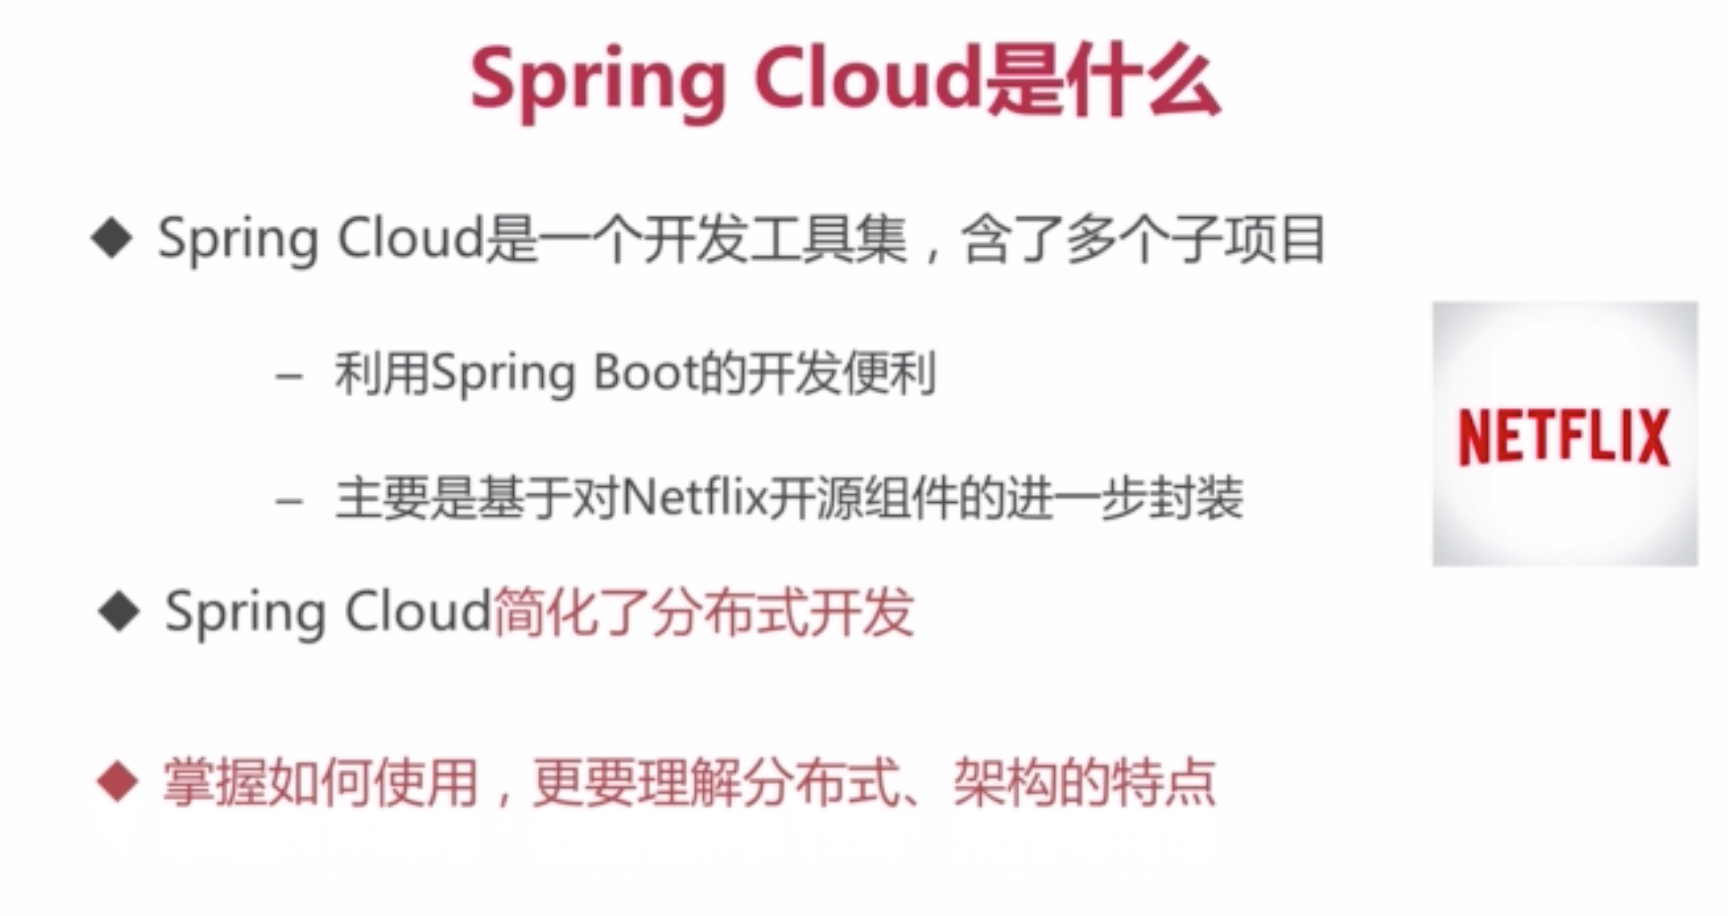 Spring Cloud是什么
◆ Spring Cloud是一个开发工具集，含了多个子项目
– 利用Spring Boot的开发便利
– 主要是基于对Netflix开源组件的进一步封装
NETFLIX
◆ Spring Cloud简化了分布式开发
◆ 掌握如何使用，更要理解分布式、架构的特点